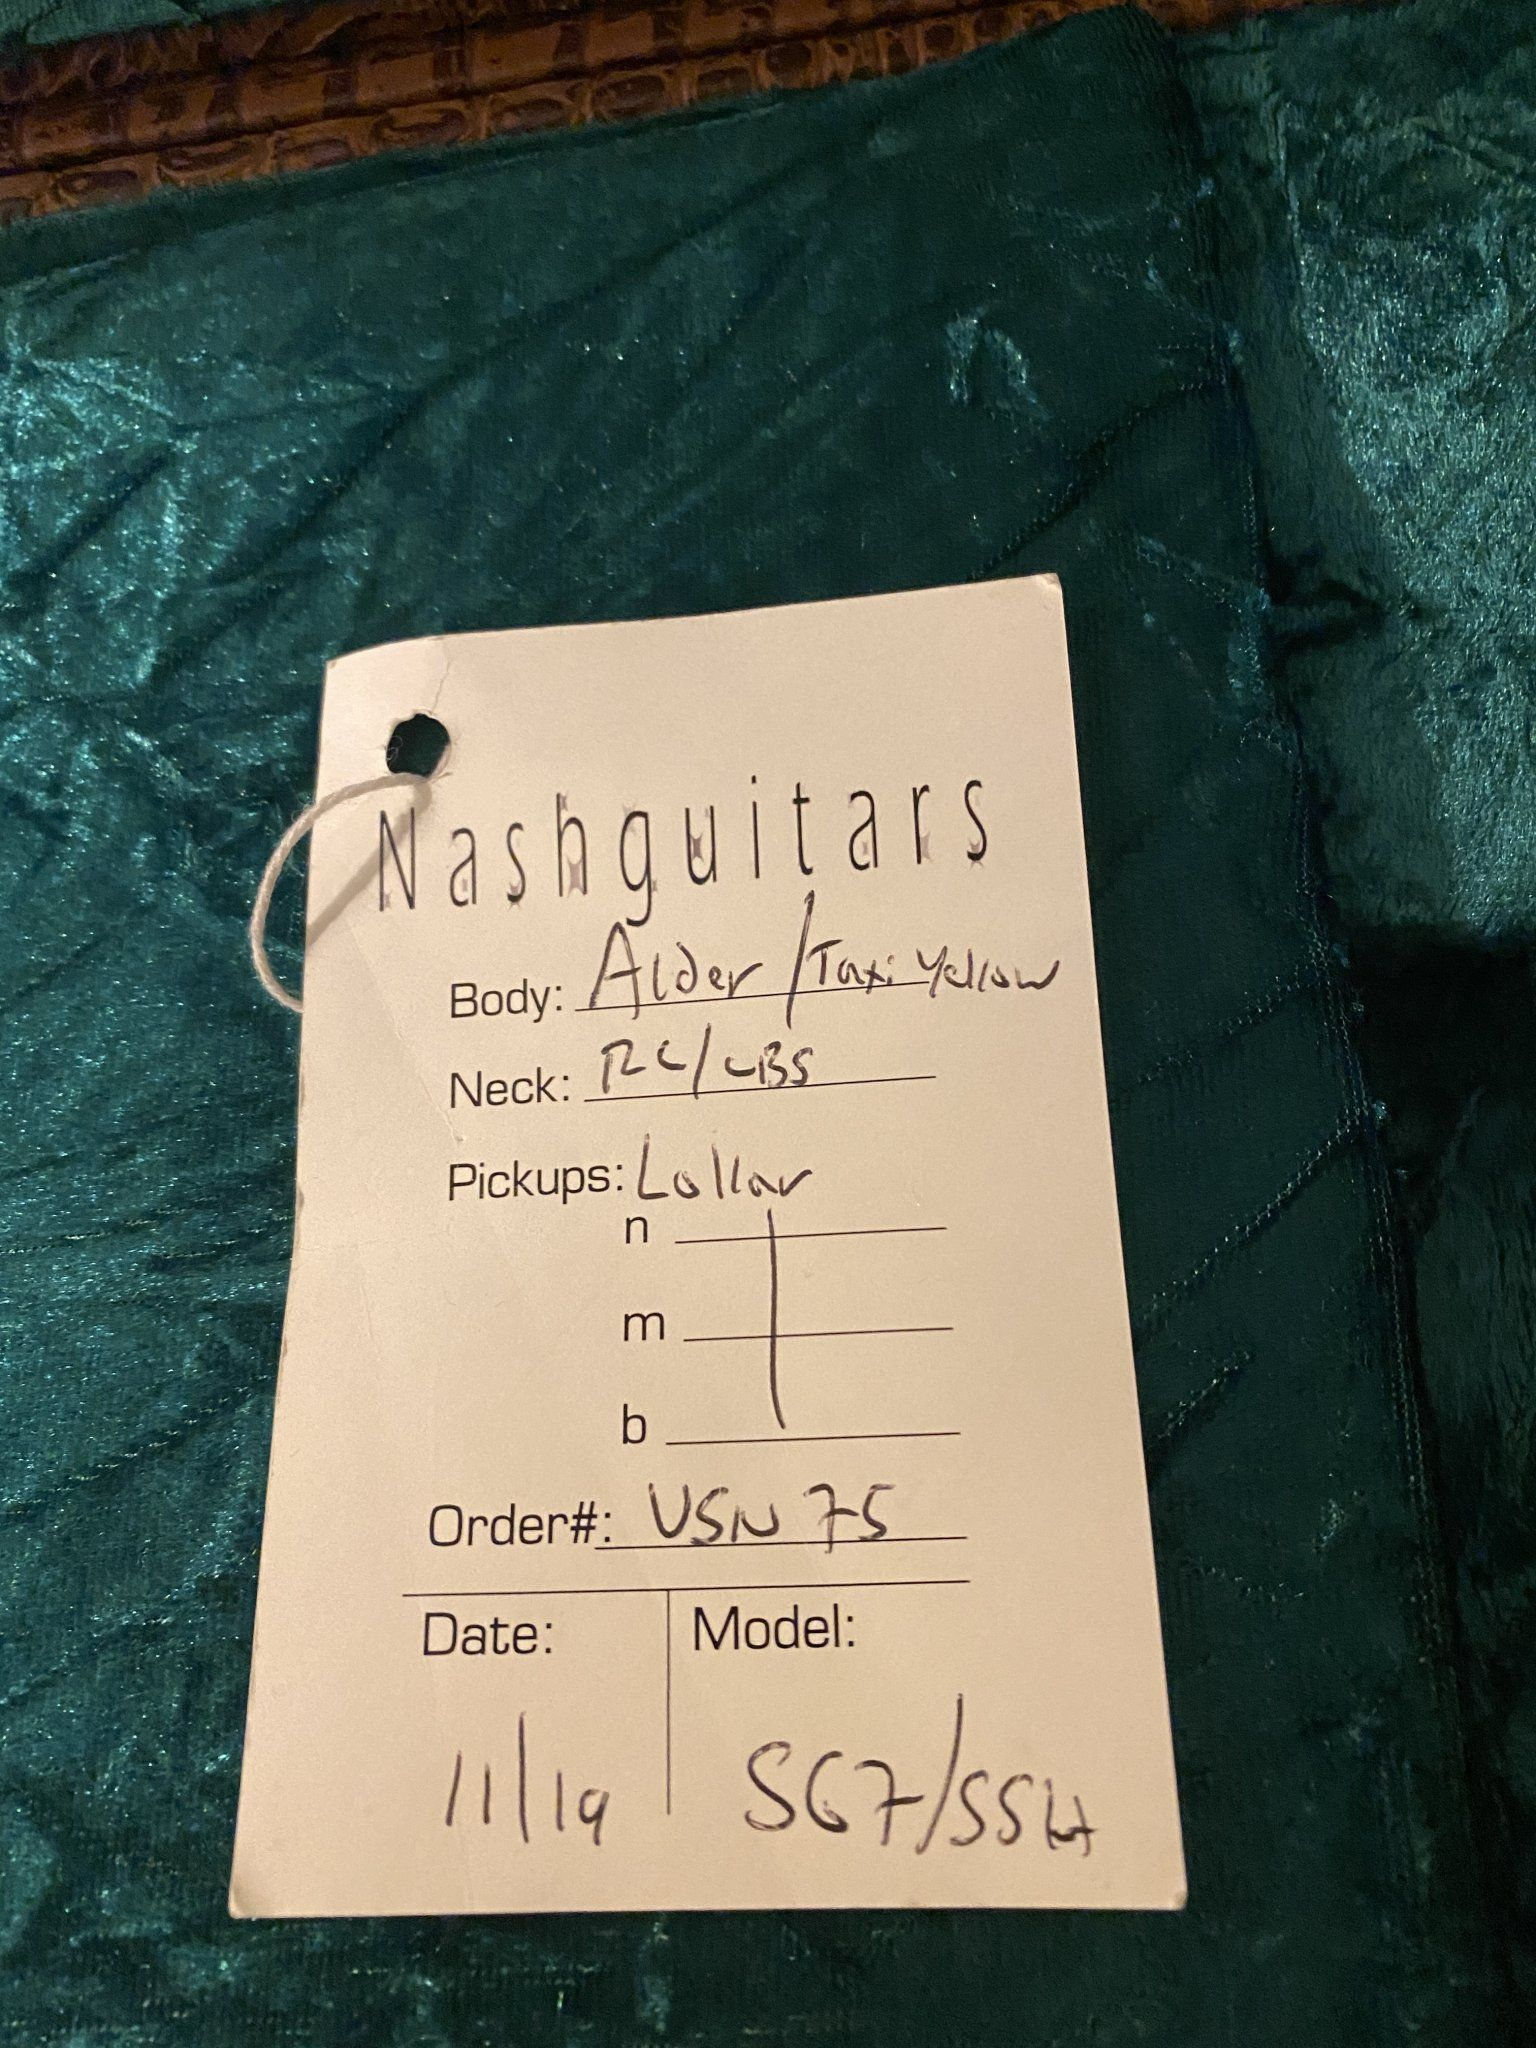 Nashguitars
Body: Alder/Taxi Yellow
Neck: RC/CBS
Pickups: Lollar
n
m
b
Order#: USN 75
Date: Model:
11/19 S67/SSH